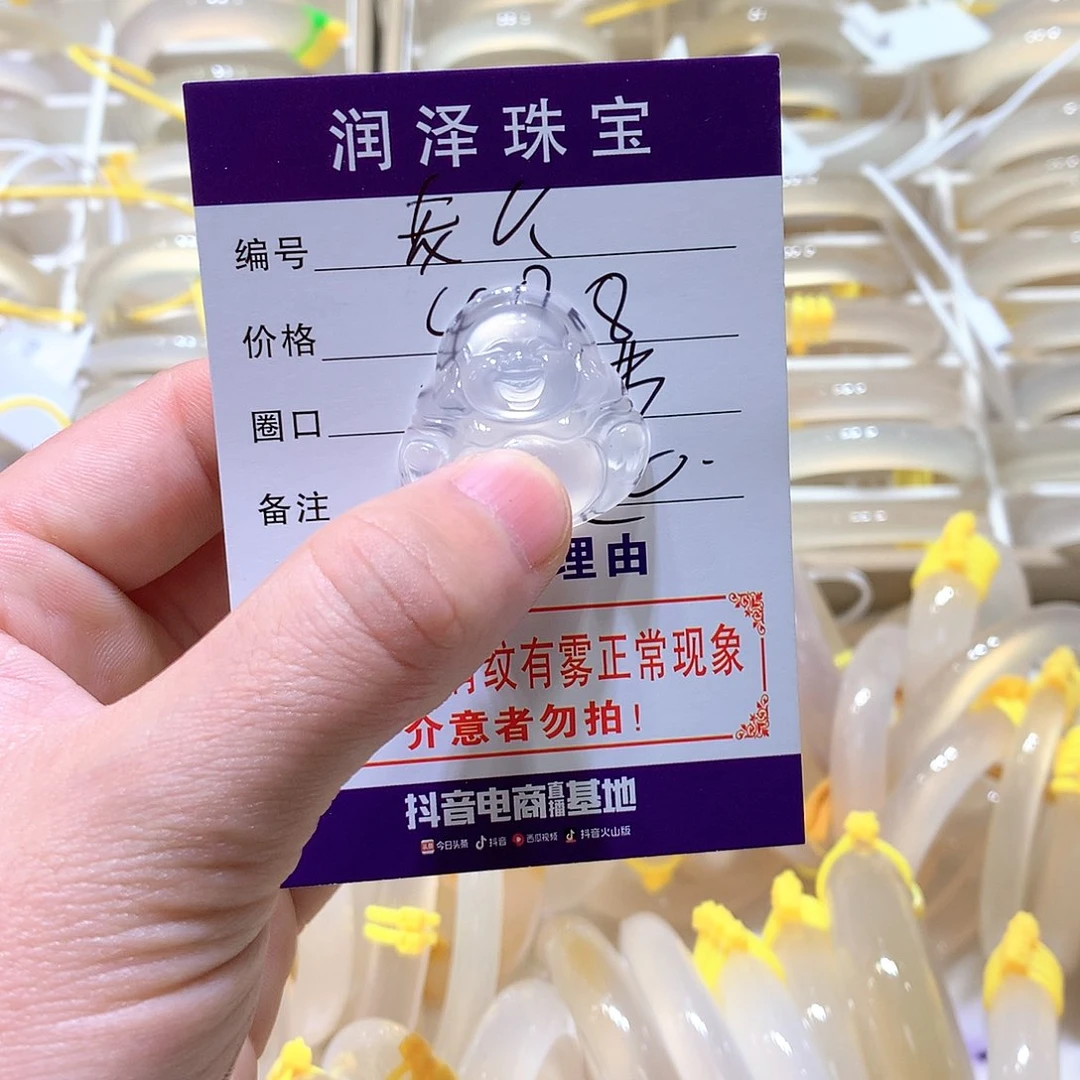 润泽珠宝
编号
价格 8
圈口
备注
理由
纹有雾正常现象
介意者勿拍!
抖音电商直播基地
今日头条 抖音 西瓜视频 抖音火山版